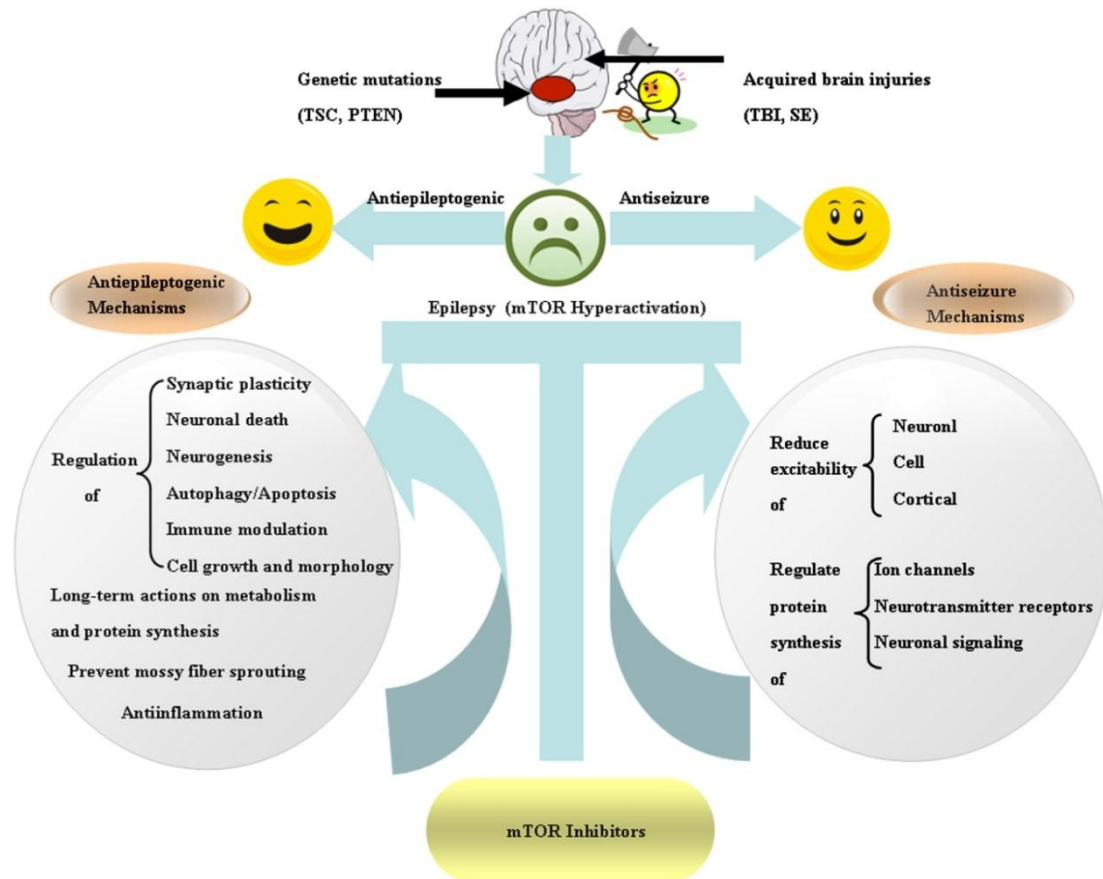 Genetic mutations
(TSC, PTEN)
Acquired brain injuries
(TBI, SE)
Antiepileptogenic
Antiseizure
Antiepileptogenic
Mechanisms
Antiseizure
Mechanisms
Epilepsy (mTOR Hyperactivation)
Regulation
of
Synaptic plasticity
Neuronal death
Neurogenesis
Autophagy/Apoptosis
Immune modulation
Cell growth and morphology
Long-term actions on metabolism
and protein synthesis
Prevent mossy fiber sprouting
Antiinflammation
Reduce
excitability
of
Neuronl
Cell
Cortical
Regulate
protein
synthesis
of
Ion channels
Neurotransmitter receptors
Neuronal signaling
mTOR Inhibitors